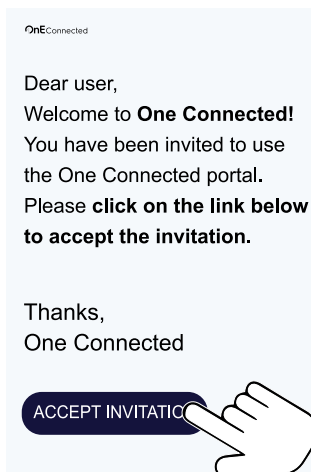 OnEConnected
Dear user,
Welcome to One Connected!
You have been invited to use
the One Connected portal.
Please click on the link below
to accept the invitation.
Thanks,
One Connected
ACCEPT INVITATIO